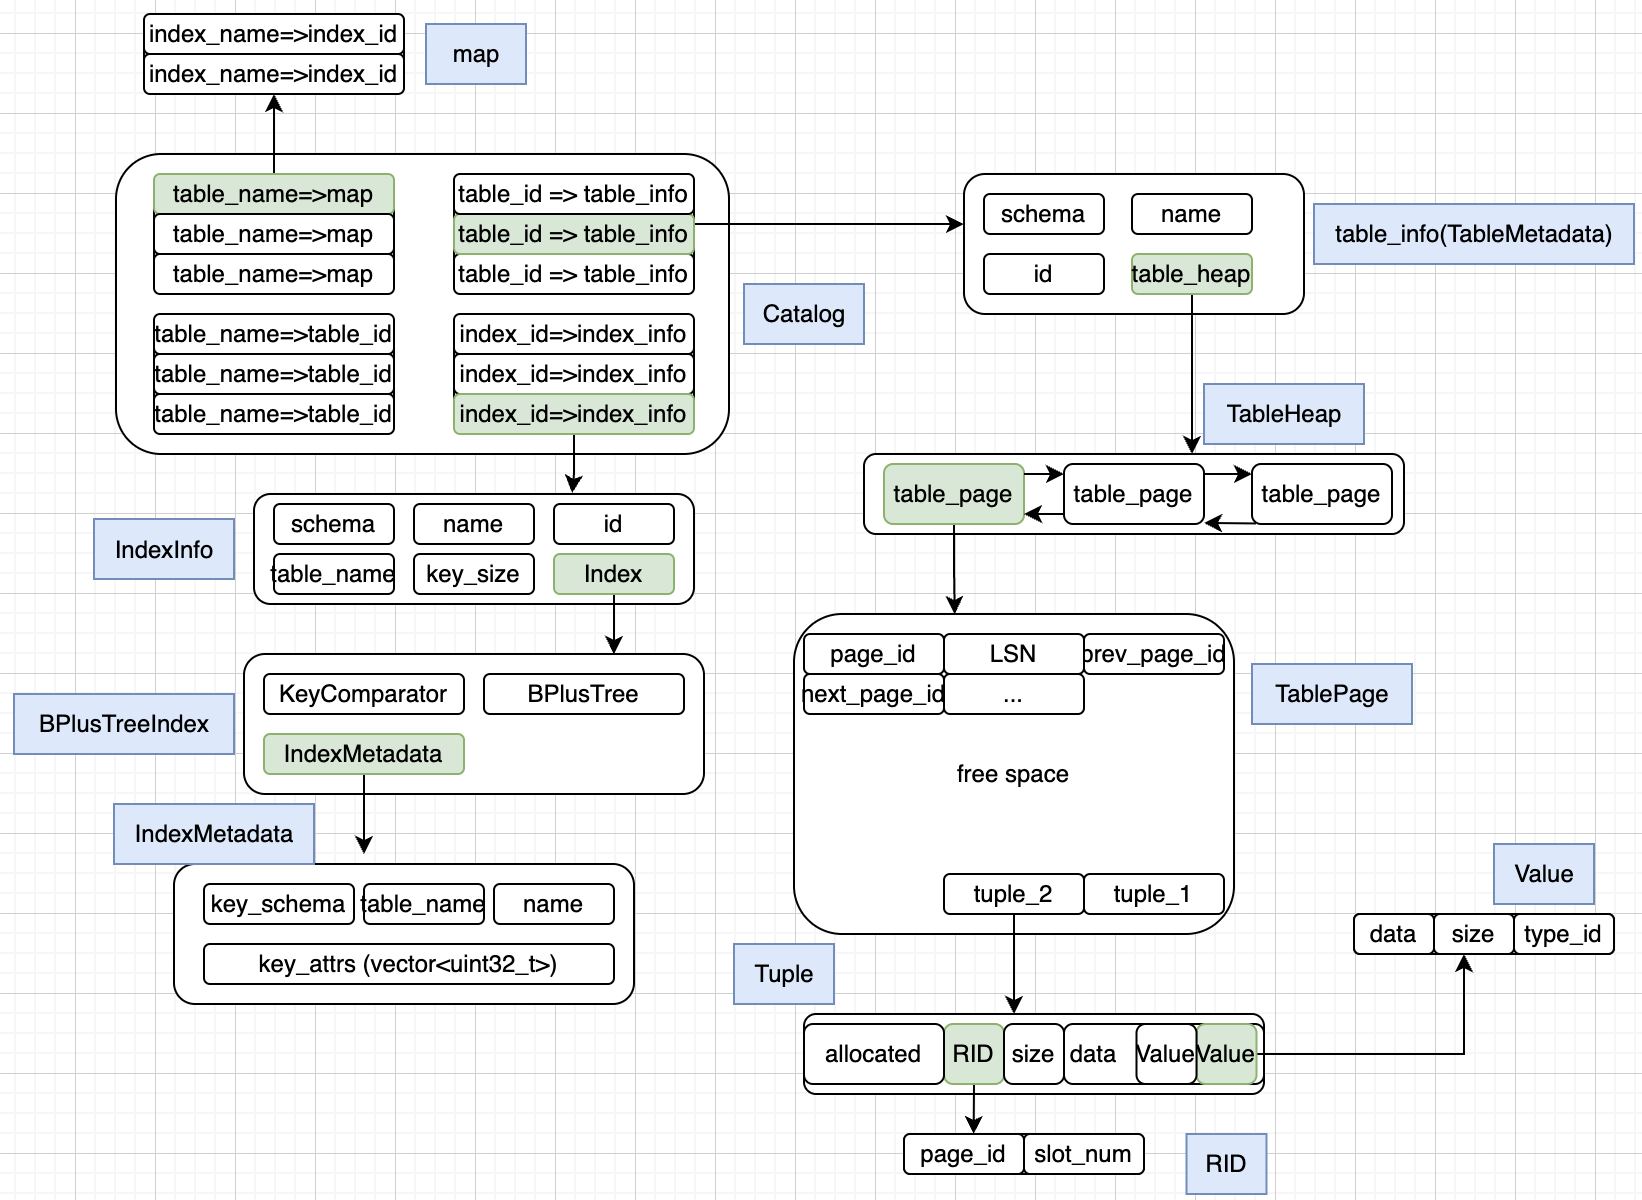 index_name=>index_id
index_name=>index_id
map
table_name=>map
table_name=>map
table_name=>map
table_id => table_info
table_id => table_info
table_id => table_info
table_name=>table_id
table_name=>table_id
table_name=>table_id
index_id=>index_info
index_id=>index_info
index_id=>index_info
Catalog
schema
name
id
table_heap
table_info(TableMetadata)
TableHeap
table_page
table_page
table_page
IndexInfo
schema
name
id
table_name
key_size
Index
BPlusTreeIndex
KeyComparator
BPlusTree
IndexMetadata
IndexMetadata
key_schema
table_name
name
key_attrs (vector<uint32_t>)
page_id
LSN
prev_page_id
next_page_id
...
free space
tuple_2
tuple_1
TablePage
Tuple
allocated
RID
size
data
Value
Value
Value
data
size
type_id
page_id
slot_num
RID